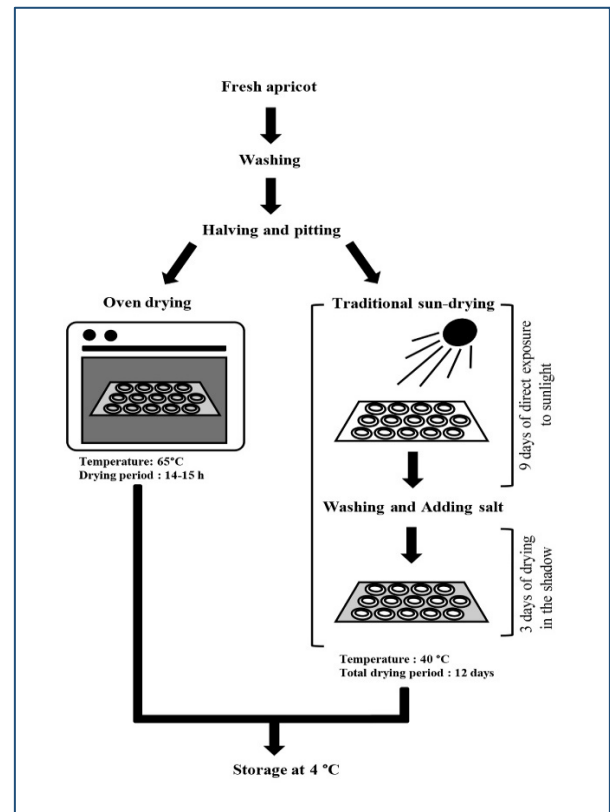 Fresh apricot
Washing
Halving and pitting
Oven drying
Temperature: 65°C
Drying period : 14-15 h
Traditional sun-drying
9 days of direct exposure
to sunlight
Washing and Adding salt
3 days of drying
in the shadow
Temperature : 40 °C
Total drying period : 12 days
Storage at 4 °C